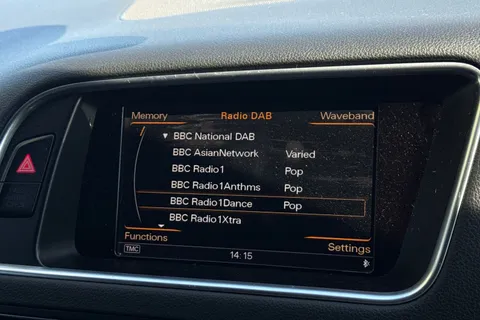 Memory Radio DAB Waveband
BBC National DAB
BBC AsianNetwork Varied
BBC Radio1 Pop
BBC Radio1Anthms Pop
BBC Radio1Dance Pop
BBC Radio1Xtra
Functions Settings
TMC 14:15